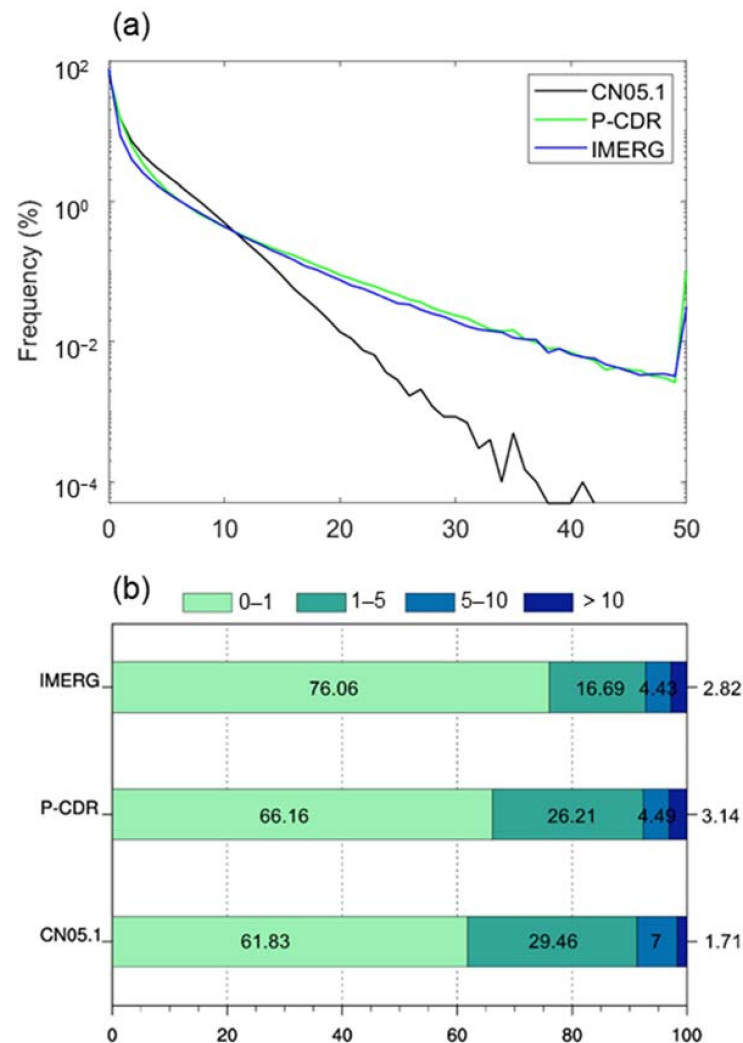 (a)
10²
10⁰
10⁻²
10⁻⁴
Frequency (%)
CN05.1
P-CDR
IMERG
0 10 20 30 40 50
(b)
0–1 1–5 5–10 > 10
IMERG 76.06 16.69 4.43 2.82
P-CDR 66.16 26.21 4.49 3.14
CN05.1 61.83 29.46 7 1.71
0 20 40 60 80 100